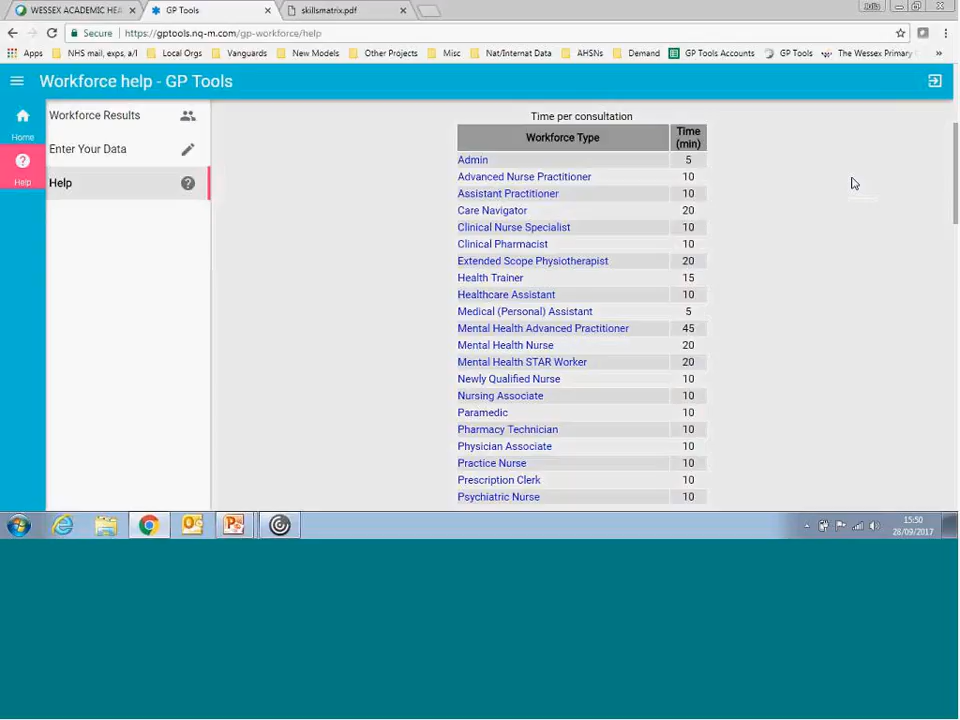 WESSEX ACADEMIC HEA
GP Tools
skillsmatrix.pdf
Secure https://gptools.nq-m.com/gp-workforce/help
Apps NHS mail, exps, a/l Local Orgs Vanguards New Models Other Projects Misc Nat/Internat Data AHSNs Demand GP Tools Accounts GP Tools The Wessex Primary »
Workforce help - GP Tools
Home
Help
Workforce Results
Enter Your Data
Help
Time per consultation
Workforce Type Time (min)
Admin 5
Advanced Nurse Practitioner 10
Assistant Practitioner 10
Care Navigator 20
Clinical Nurse Specialist 10
Clinical Pharmacist 10
Extended Scope Physiotherapist 20
Health Trainer 15
Healthcare Assistant 10
Medical (Personal) Assistant 5
Mental Health Advanced Practitioner 45
Mental Health Nurse 20
Mental Health STAR Worker 20
Newly Qualified Nurse 10
Nursing Associate 10
Paramedic 10
Pharmacy Technician 10
Physician Associate 10
Practice Nurse 10
Prescription Clerk 10
Psychiatric Nurse 10
15:50
28/09/2017